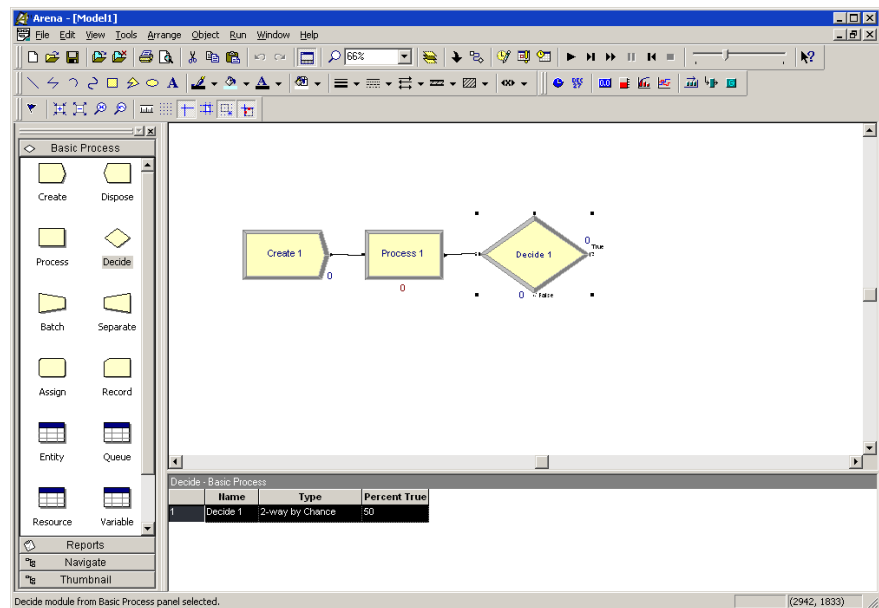 Arena - [Model1]
File Edit View Tools Arrange Object Run Window Help
66%
Basic Process
Create Dispose
Process Decide
Batch Separate
Assign Record
Entity Queue
Resource Variable
Reports
Navigate
Thumbnail
Create 1
0
Process 1
0
Decide 1
0
True
0
False
Decide - Basic Process
Name Type Percent True
1 Decide 1 2-way by Chance 50
Decide module from Basic Process panel selected.
(2942, 1833)